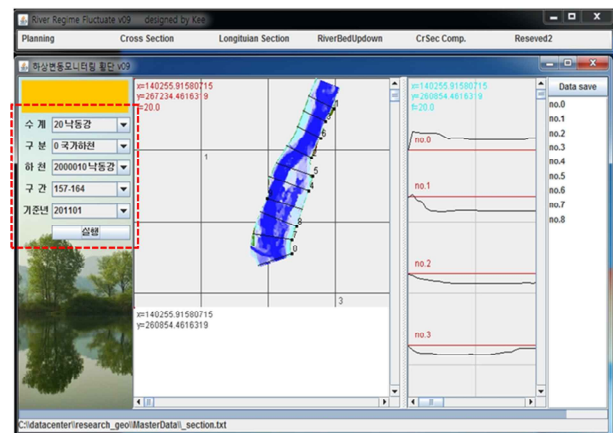 River Regime Fluctuate v09 designed by Kee
Planning Cross Section Longituian Section RiverBedUpdown CrSec Comp. Reseved2
하상변동모니터링 횡단 v09
수 계 20 낙동강
구 분 0 국가하천
하 천 2000010 낙동강
구 간 157-164
기준년 201101
실행
x=140255.91580715
y=267234.4616319
f=20.0
1
3
x=140255.91580715
y=260854.4616319
x=140255.91580715
y=260854.4616319
f=20.0
no.0
no.1
no.2
no.3
Data save
no.0
no.1
no.2
no.3
no.4
no.5
no.6
no.7
no.8
C:\\datacenter\\research_geo\\MasterData\\_section.txt